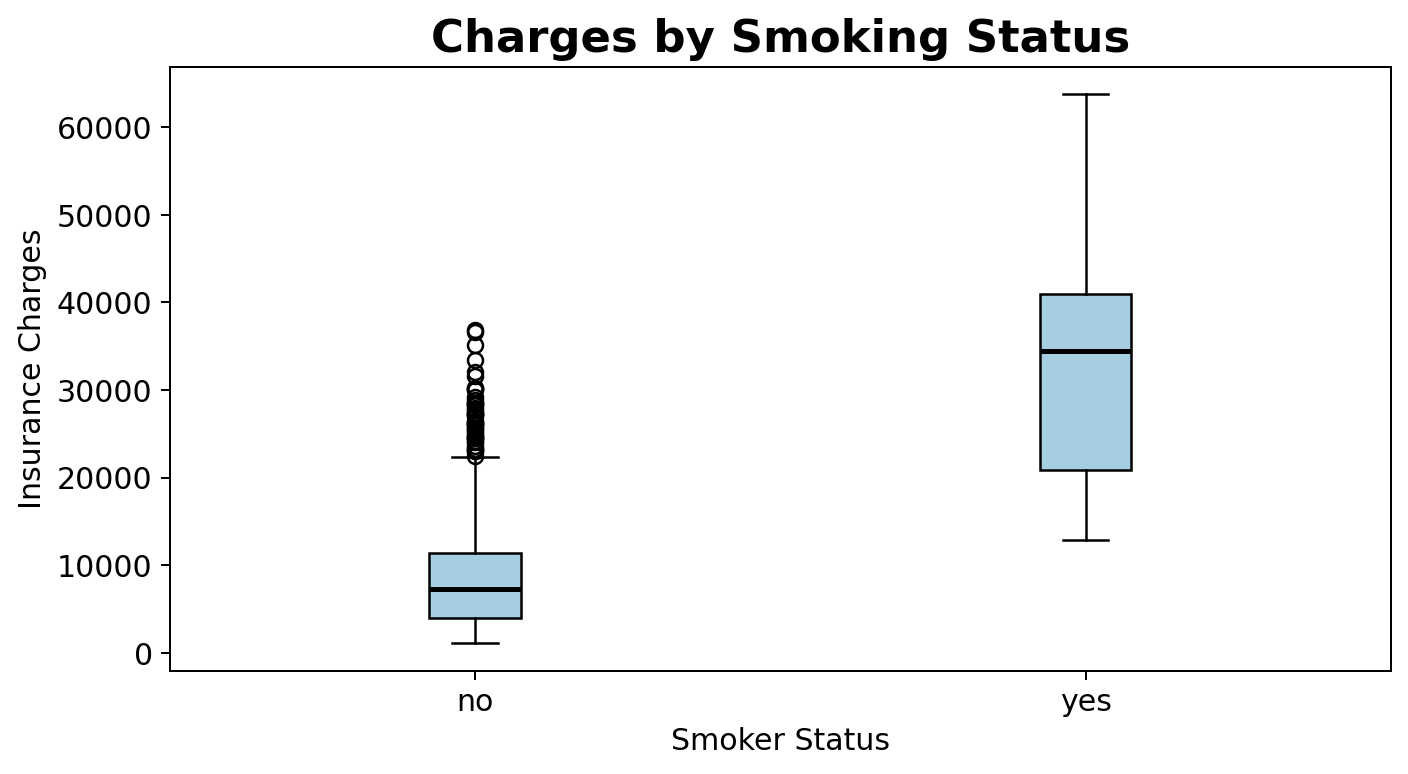 Charges by Smoking Status
Insurance Charges
60000
50000
40000
30000
20000
10000
0
no
yes
Smoker Status